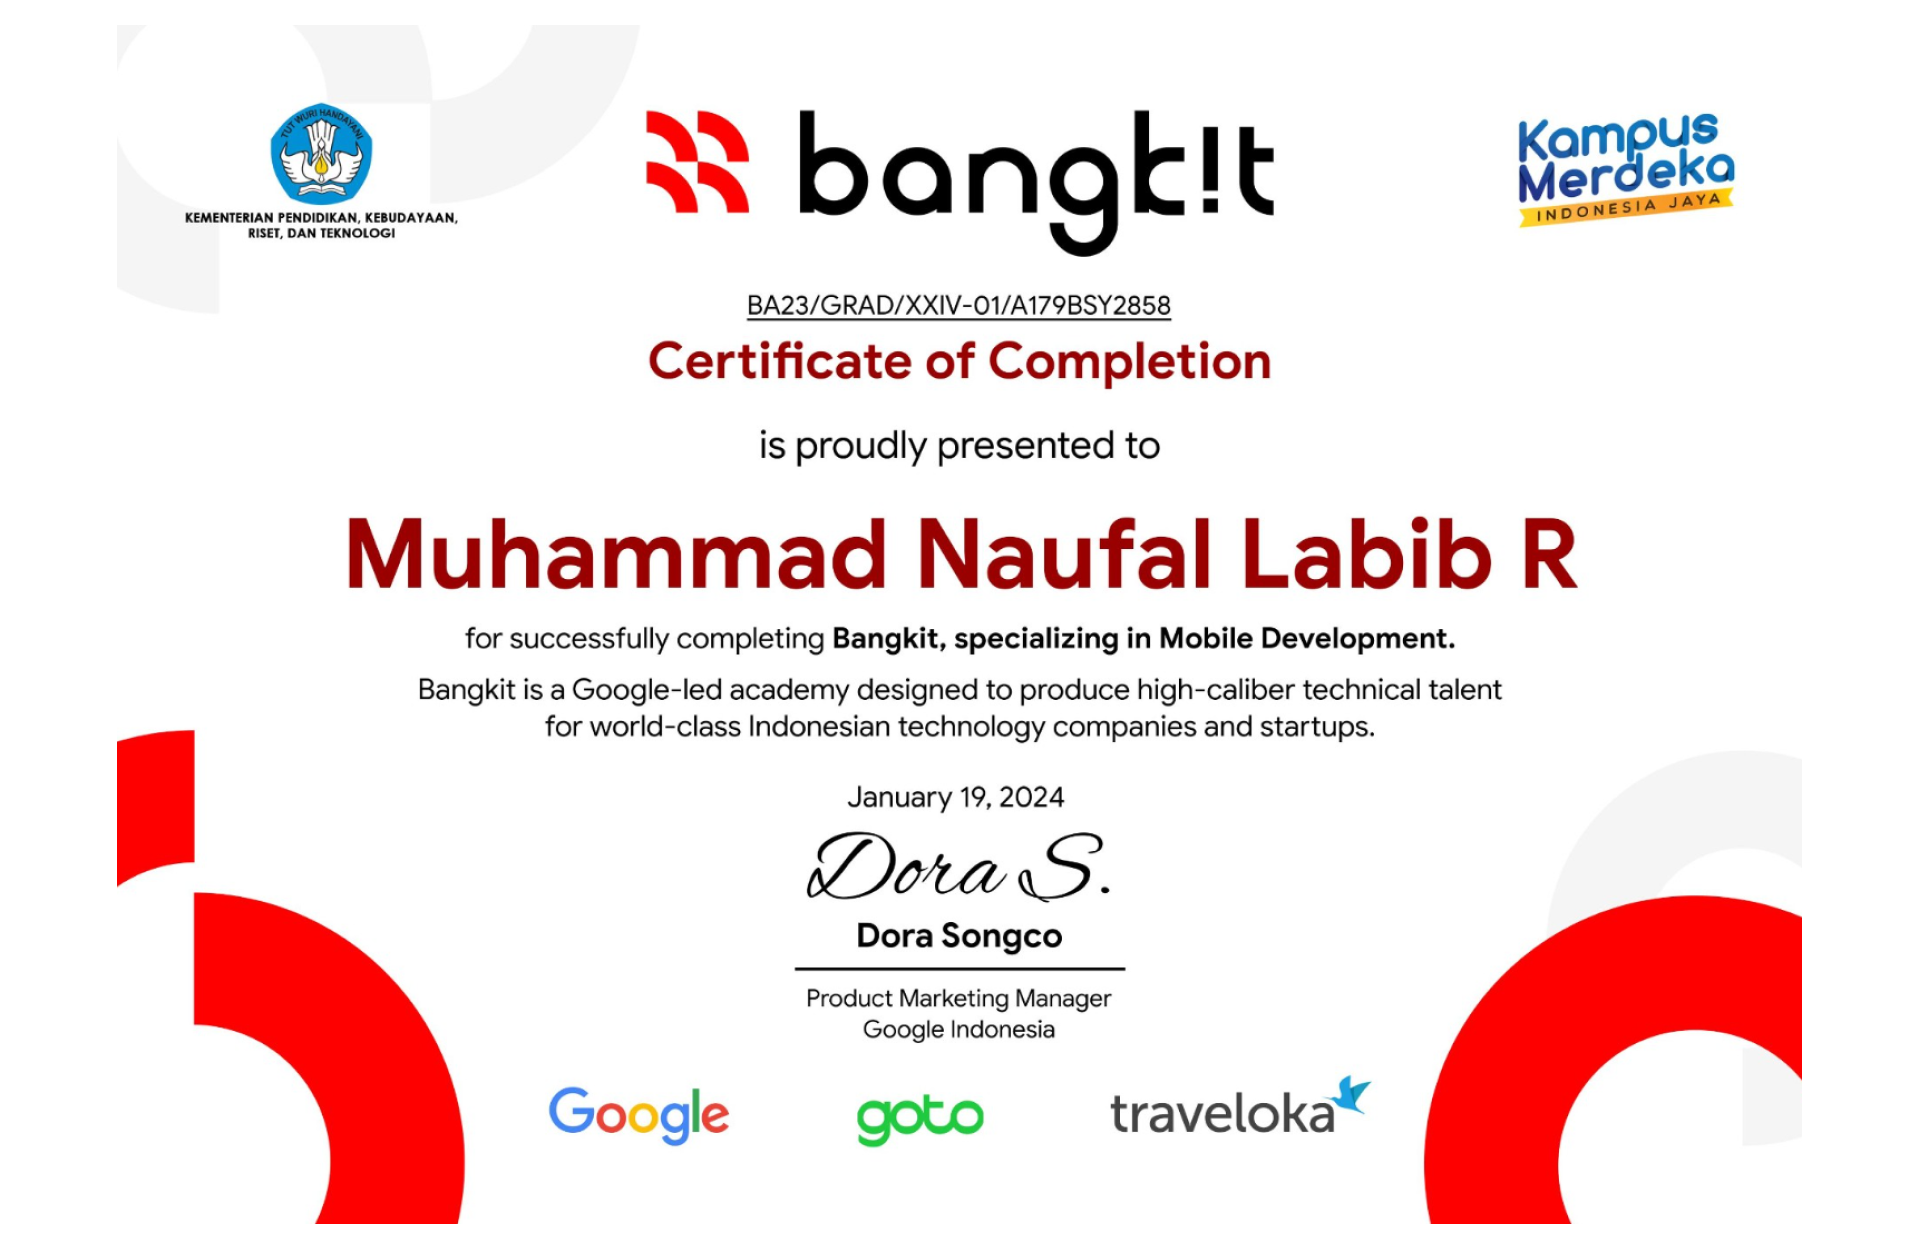 TUT WURI HANDAYANI
KEMENTERIAN PENDIDIKAN, KEBUDAYAAN,
RISET, DAN TEKNOLOGI
bangk!t
Kampus
Merdeka
INDONESIA JAYA
BA23/GRAD/XXIV-01/A179BSY2858
Certificate of Completion
is proudly presented to
Muhammad Naufal Labib R
for successfully completing Bangkit, specializing in Mobile Development.
Bangkit is a Google-led academy designed to produce high-caliber technical talent
for world-class Indonesian technology companies and startups.
January 19, 2024
Dora S.
Dora Songco
Product Marketing Manager
Google Indonesia
Google goto traveloka